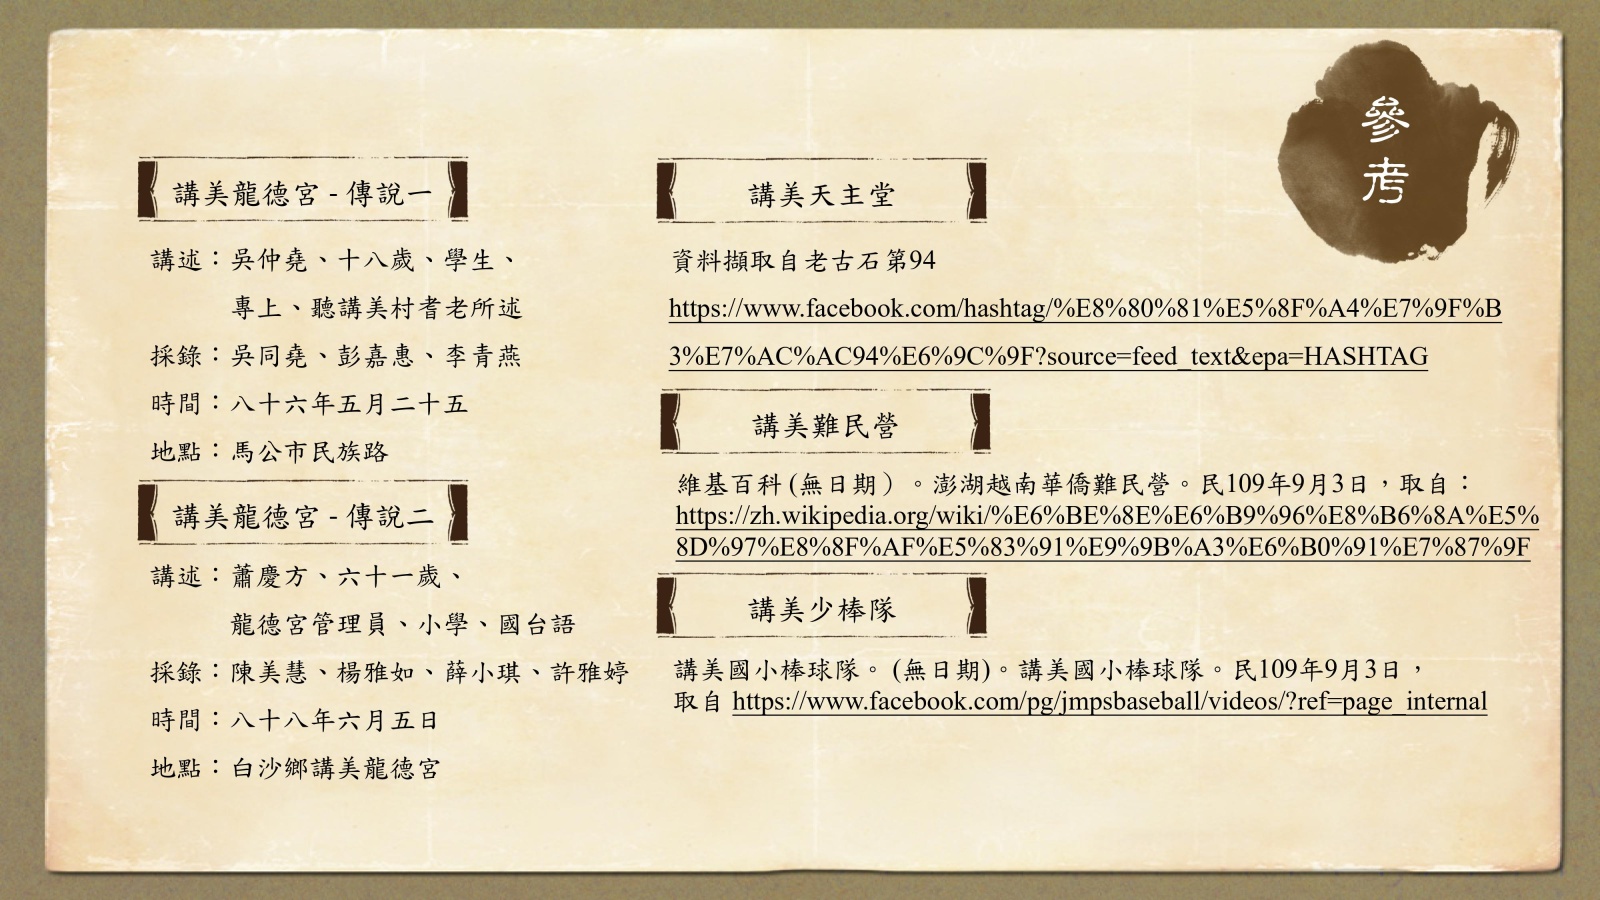 參考
講美龍德宮 - 傳說一
講述：吳仲堯、十八歲、學生、
專上、聽講美村耆老所述
採錄：吳同堯、彭嘉惠、李青燕
時間：八十六年五月二十五
地點：馬公市民族路
講美龍德宮 - 傳說二
講述：蕭慶方、六十一歲、
龍德宮管理員、小學、國台語
採錄：陳美慧、楊雅如、薛小琪、許雅婷
時間：八十八年六月五日
地點：白沙鄉講美龍德宮
講美天主堂
資料擷取自老古石第94
https://www.facebook.com/hashtag/%E8%80%81%E5%8F%A4%E7%9F%B
3%E7%AC%AC94%E6%9C%9F?source=feed_text&epa=HASHTAG
講美難民營
維基百科 (無日期）。澎湖越南華僑難民營。民109年9月3日，取自：
https://zh.wikipedia.org/wiki/%E6%BE%8E%E6%B9%96%E8%B6%8A%E5%
8D%97%E8%8F%AF%E5%83%91%E9%9B%A3%E6%B0%91%E7%87%9F
講美少棒隊
講美國小棒球隊。 (無日期)。講美國小棒球隊。民109年9月3日，
取自 https://www.facebook.com/pg/jmpsbaseball/videos/?ref=page_internal